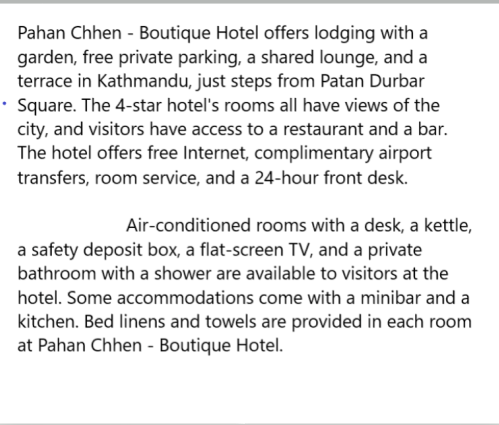 Pahan Chhen - Boutique Hotel offers lodging with a
garden, free private parking, a shared lounge, and a
terrace in Kathmandu, just steps from Patan Durbar
Square. The 4-star hotel's rooms all have views of the
city, and visitors have access to a restaurant and a bar.
The hotel offers free Internet, complimentary airport
transfers, room service, and a 24-hour front desk.
Air-conditioned rooms with a desk, a kettle,
a safety deposit box, a flat-screen TV, and a private
bathroom with a shower are available to visitors at the
hotel. Some accommodations come with a minibar and a
kitchen. Bed linens and towels are provided in each room
at Pahan Chhen - Boutique Hotel.